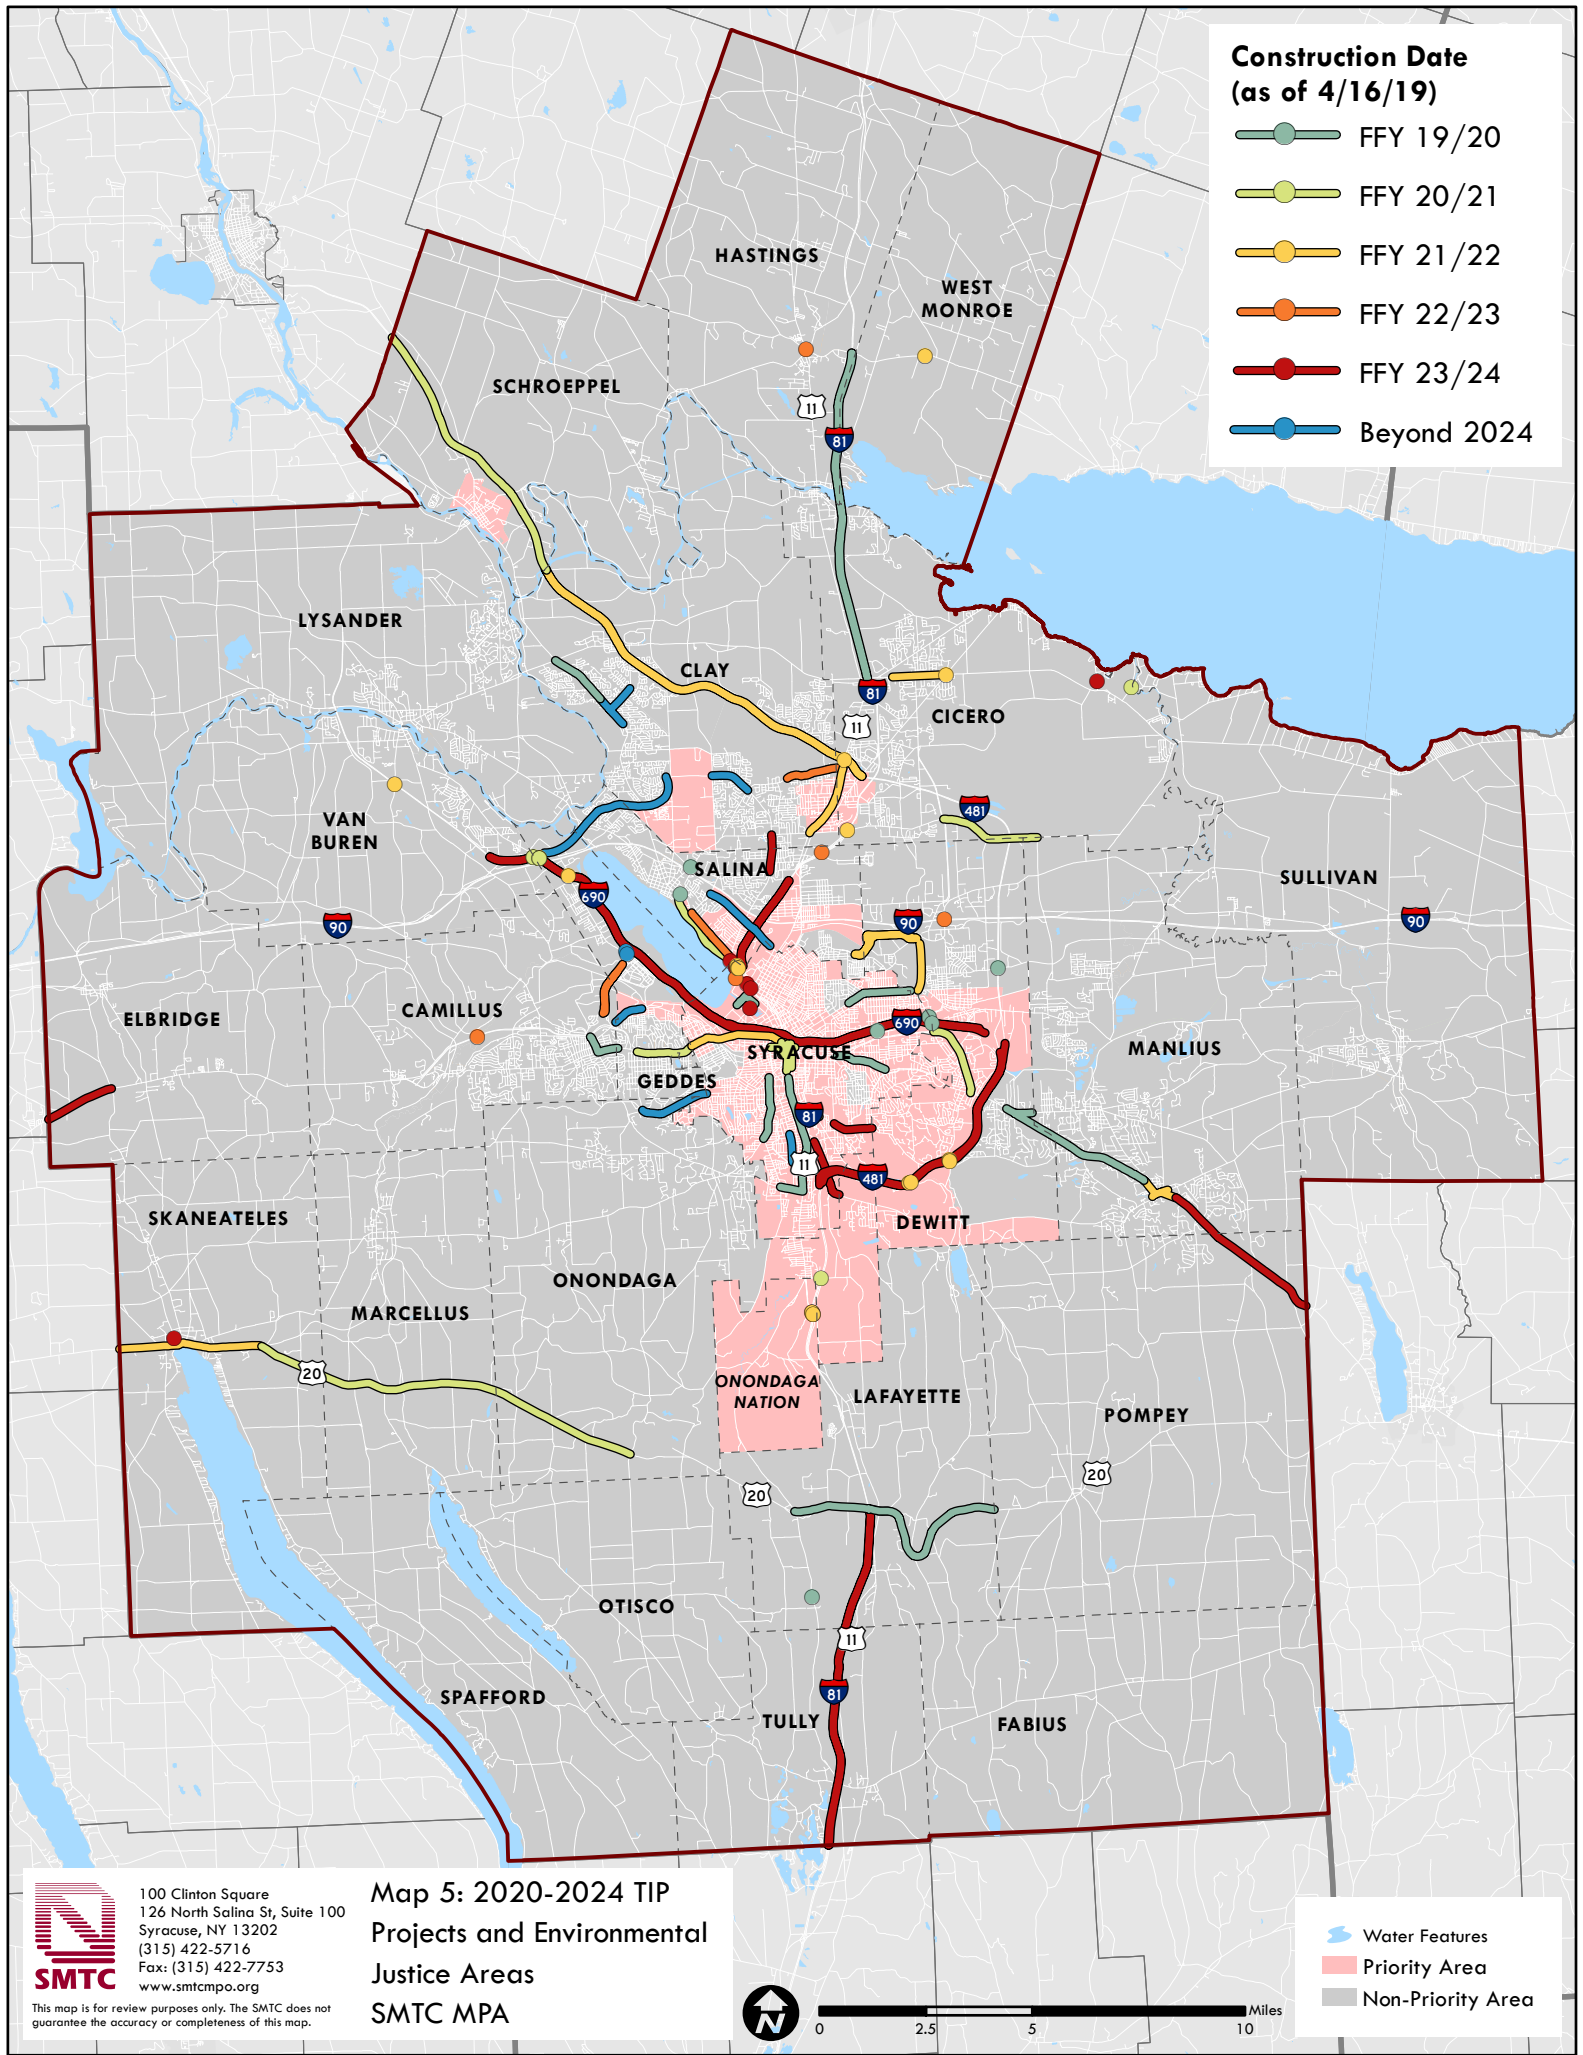 Construction Date
(as of 4/16/19)
FFY 19/20
FFY 20/21
FFY 21/22
FFY 22/23
FFY 23/24
Beyond 2024
HASTINGS
WEST
MONROE
SCHROEPPEL
11
81
LYSANDER
CLAY
81
11
CICERO
VAN
BUREN
481
SALINA
SULLIVAN
690
90
90
90
ELBRIDGE
CAMILLUS
690
SYRACUSE
MANLIUS
GEDDES
81
11
481
SKANEATELES
DEWITT
ONONDAGA
MARCELLUS
20
ONONDAGA
NATION
LAFAYETTE
POMPEY
20
20
OTISCO
11
SPAFFORD
81
TULLY
FABIUS
SMTC
100 Clinton Square
126 North Salina St, Suite 100
Syracuse, NY 13202
(315) 422-5716
Fax: (315) 422-7753
www.smtcmpo.org
This map is for review purposes only. The SMTC does not
guarantee the accuracy or completeness of this map.
Map 5: 2020-2024 TIP
Projects and Environmental
Justice Areas
SMTC MPA
N
Miles
0
2.5
5
10
Water Features
Priority Area
Non-Priority Area